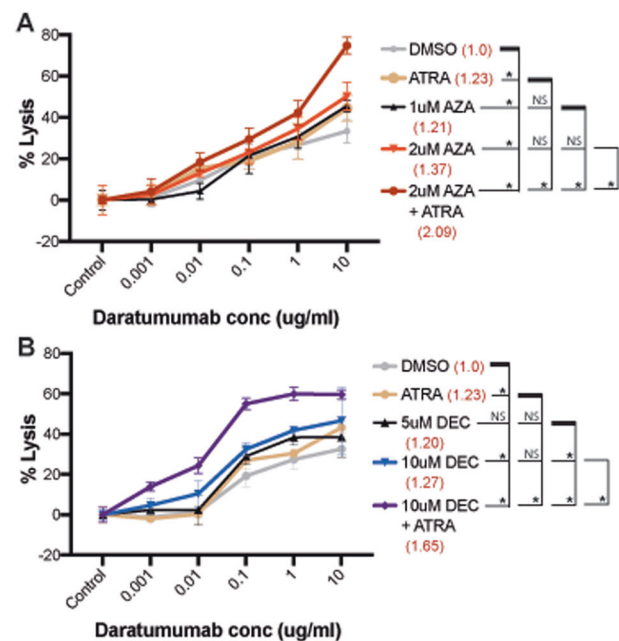 A
80
60
40
20
0
-20
% Lysis
Control
0.001
0.01
0.1
1
10
Daratumumab conc (ug/ml)
DMSO (1.0)
ATRA (1.23) *
1uM AZA * NS
(1.21)
2uM AZA * NS NS
(1.37)
2uM AZA * * * *
+ ATRA
(2.09)
B
80
60
40
20
0
-20
% Lysis
Control
0.001
0.01
0.1
1
10
Daratumumab conc (ug/ml)
DMSO (1.0)
ATRA (1.23) *
5uM DEC NS NS
(1.20)
10uM DEC * NS *
(1.27)
10uM DEC * * * *
+ ATRA
(1.65)